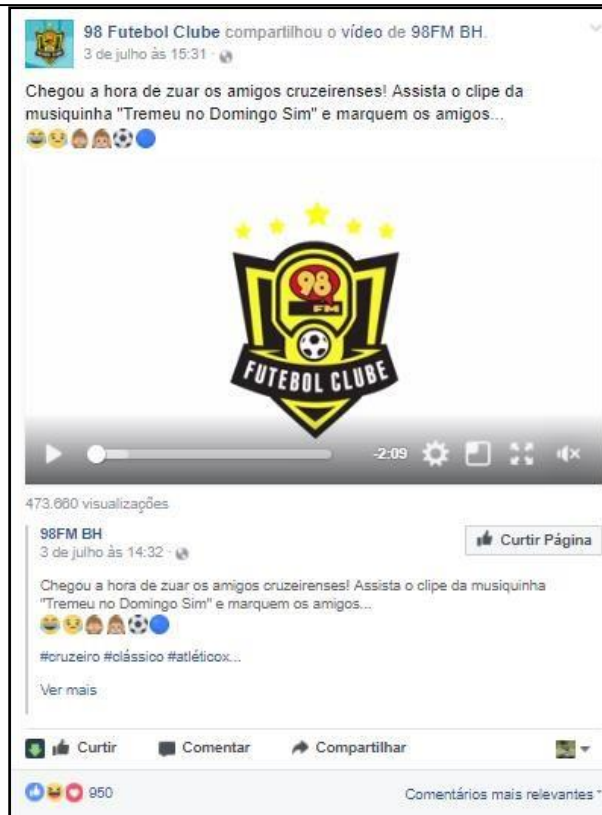 98 Futebol Clube compartilhou o vídeo de 98FM BH.
3 de julho às 15:31 ·
Chegou a hora de zuar os amigos cruzeirenses! Assista o clipe da
musiquinha "Tremeu no Domingo Sim" e marquem os amigos...
98
FM
FUTEBOL CLUBE
-2:09
473.660 visualizações
98FM BH
3 de julho às 14:32 ·
Curtir Página
Chegou a hora de zuar os amigos cruzeirenses! Assista o clipe da musiquinha
"Tremeu no Domingo Sim" e marquem os amigos...
#cruzeiro #clássico #atléticox...
Ver mais
Curtir Comentar Compartilhar
950 Comentários mais relevantes